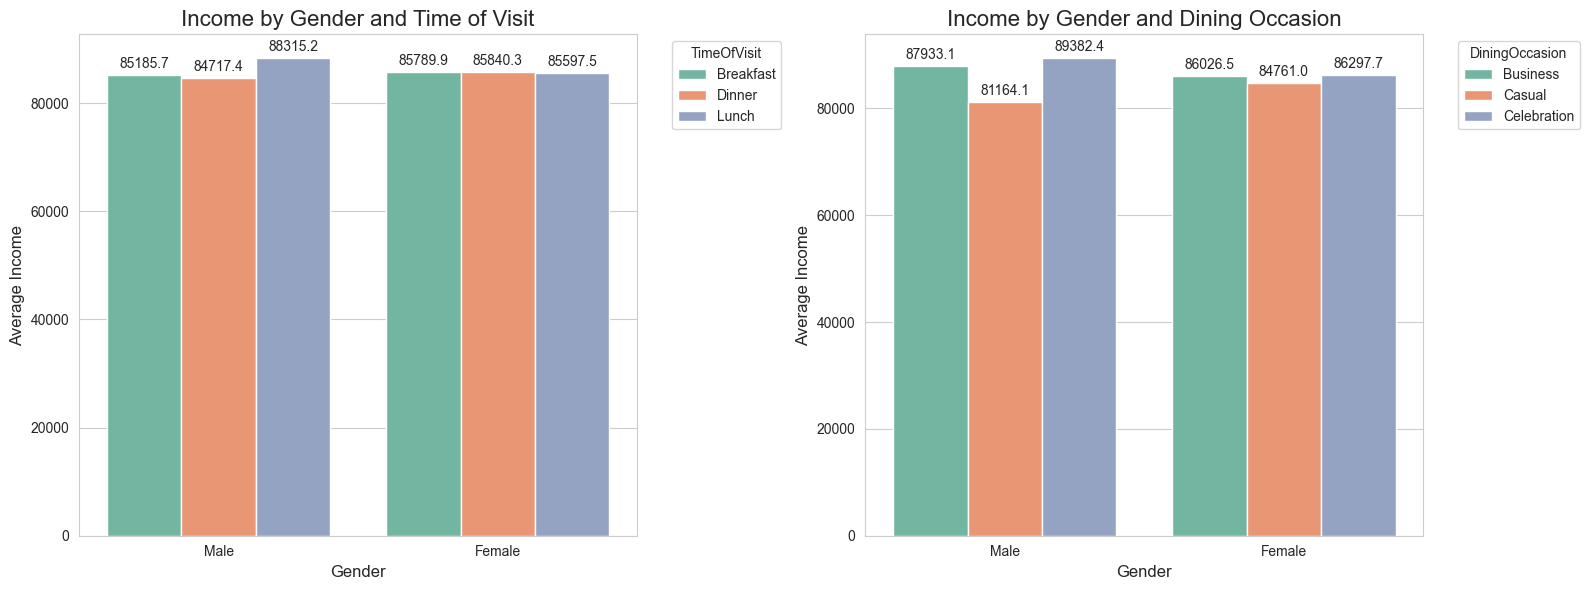 Income by Gender and Time of Visit
88315.2
85185.7
84717.4
85789.9
85840.3
85597.5
80000
60000
40000
20000
0
Average Income
Male
Female
Gender
TimeOfVisit
Breakfast
Dinner
Lunch
Income by Gender and Dining Occasion
87933.1
81164.1
89382.4
86026.5
84761.0
86297.7
80000
60000
40000
20000
0
Average Income
Male
Female
Gender
DiningOccasion
Business
Casual
Celebration